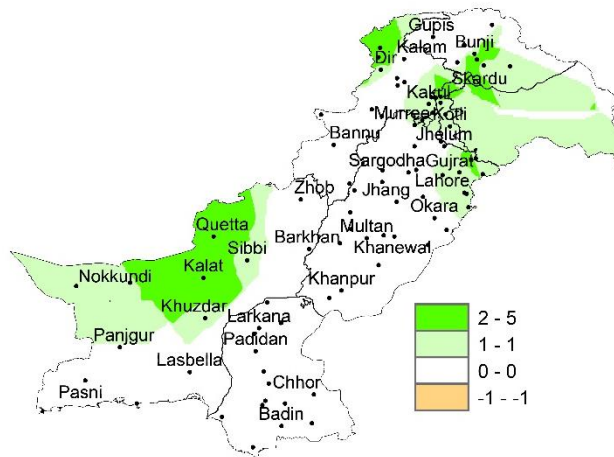 Gupis
Kalam
Bunji
Dir
Skardu
Kakul
Murree
Kotli
Bannu
Jhelum
Sargodha
Gujrat
Zhob
Jhang
Lahore
Okara
Quetta
Multan
Sibbi
Barkhan
Khanewal
Nokkundi
Kalat
Khanpur
Khuzdar
Larkana
2 - 5
Panjgur
Padidan
1 - 1
Lasbella
0 - 0
Pasni
Chhor
-1 - -1
Badin